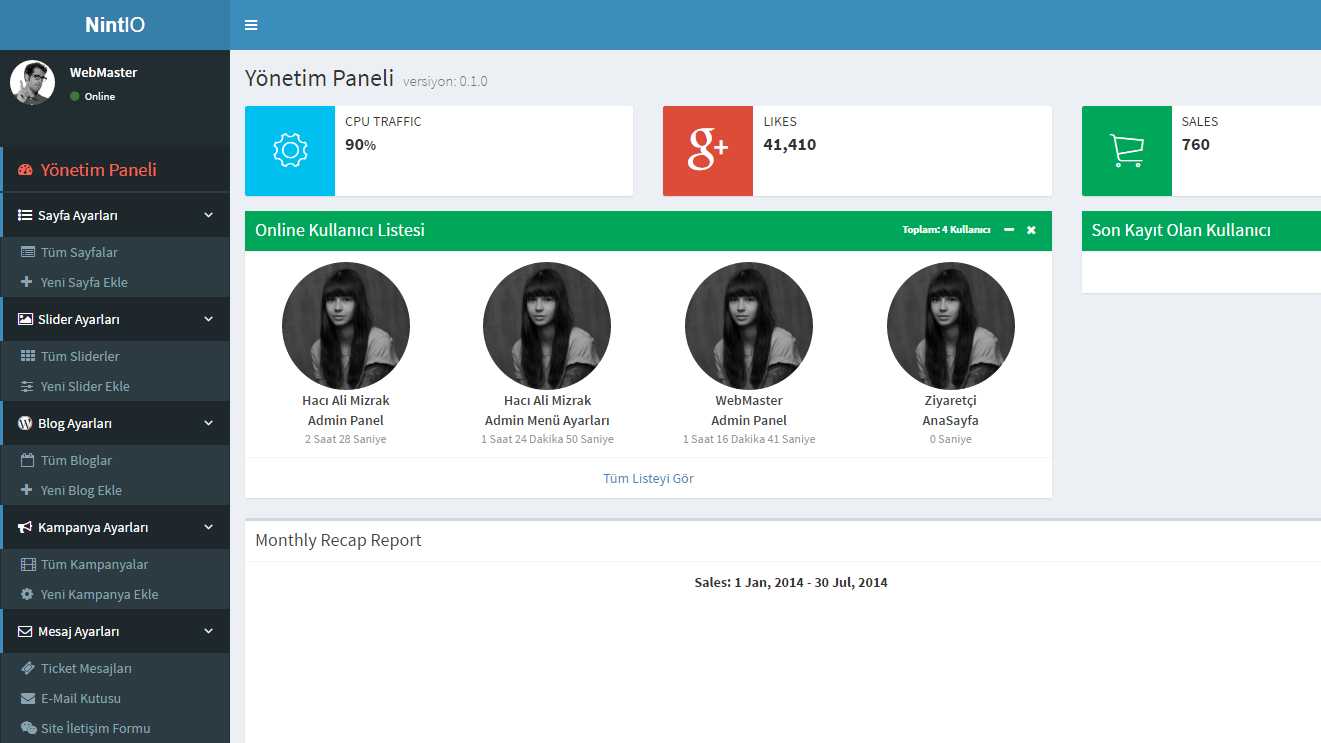 NintIO
WebMaster
Online
Yönetim Paneli
Sayfa Ayarları
Tüm Sayfalar
Yeni Sayfa Ekle
Slider Ayarları
Tüm Sliderler
Yeni Slider Ekle
Blog Ayarları
Tüm Bloglar
Yeni Blog Ekle
Kampanya Ayarları
Tüm Kampanyalar
Yeni Kampanya Ekle
Mesaj Ayarları
Ticket Mesajları
E-Mail Kutusu
Site İletişim Formu
Yönetim Paneli versiyon: 0.1.0
CPU TRAFFIC
90%
g+
LIKES
41,410
SALES
760
Online Kullanıcı Listesi
Toplam: 4 Kullanıcı
Hacı Ali Mizrak
Admin Panel
2 Saat 28 Saniye
Hacı Ali Mizrak
Admin Menü Ayarları
1 Saat 24 Dakika 50 Saniye
WebMaster
Admin Panel
1 Saat 16 Dakika 41 Saniye
Ziyaretçi
AnaSayfa
0 Saniye
Tüm Listeyi Gör
Son Kayıt Olan Kullanıcı
Monthly Recap Report
Sales: 1 Jan, 2014 - 30 Jul, 2014